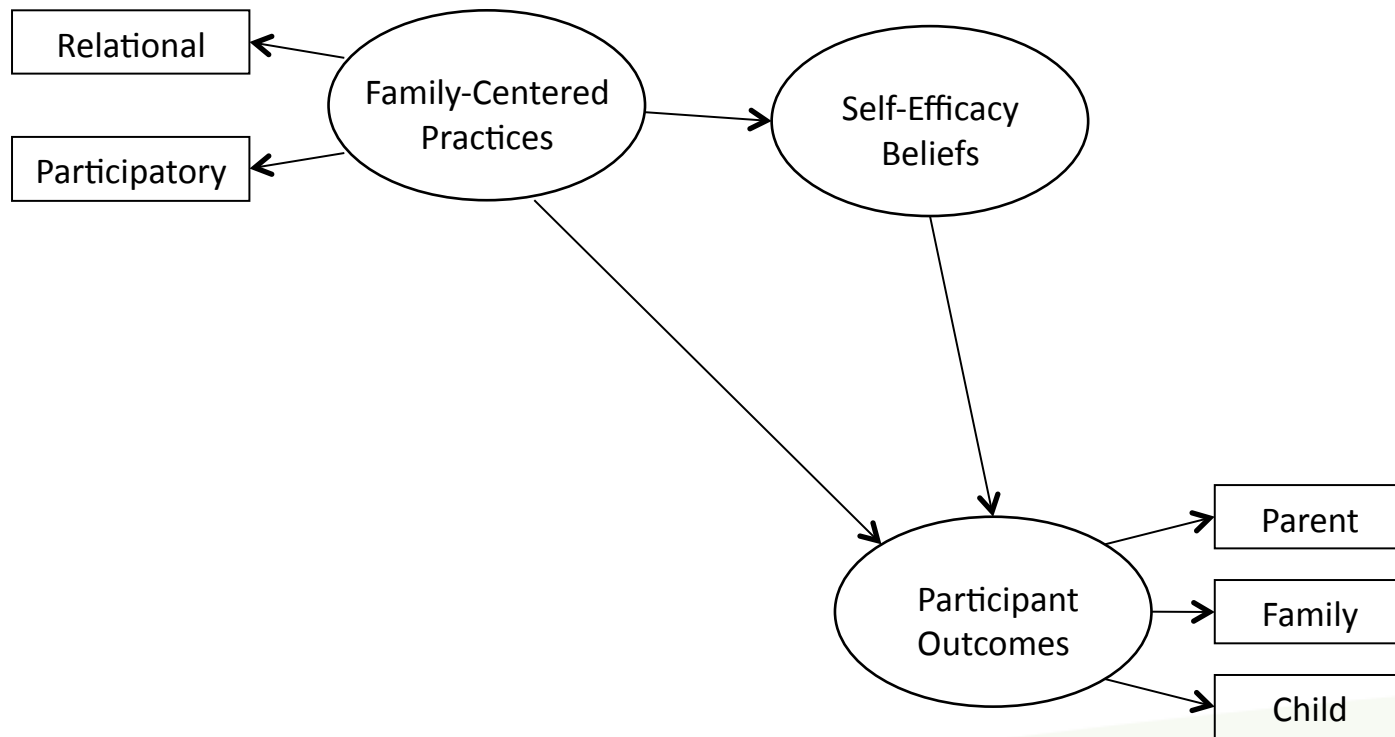 Relational
Participatory
Family-Centered
Practices
Self-Efficacy
Beliefs
Participant
Outcomes
Parent
Family
Child